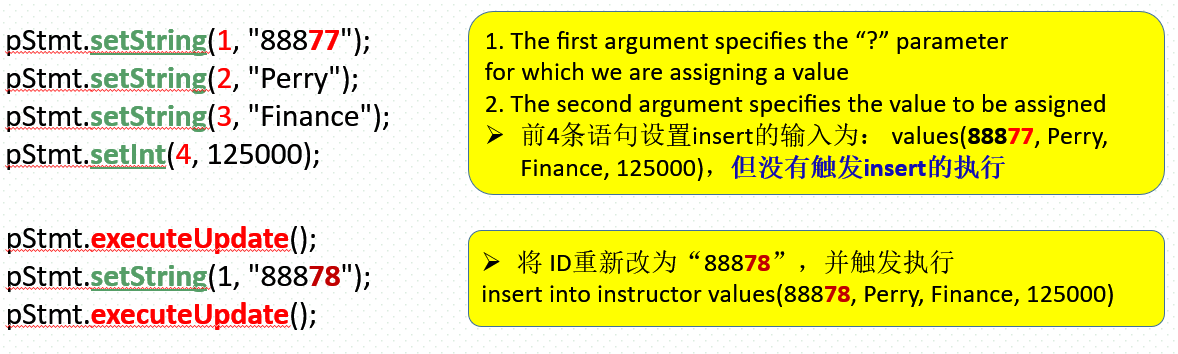 pStmt.setString(1, "88877");
pStmt.setString(2, "Perry");
pStmt.setString(3, "Finance");
pStmt.setInt(4, 125000);
1. The first argument specifies the “?” parameter
for which we are assigning a value
2. The second argument specifies the value to be assigned
➢ 前4条语句设置insert的输入为： values(88877, Perry,
Finance, 125000)，但没有触发insert的执行
pStmt.executeUpdate();
pStmt.setString(1, "88878");
pStmt.executeUpdate();
➢ 将 ID重新改为“88878”，并触发执行
insert into instructor values(88878, Perry, Finance, 125000)